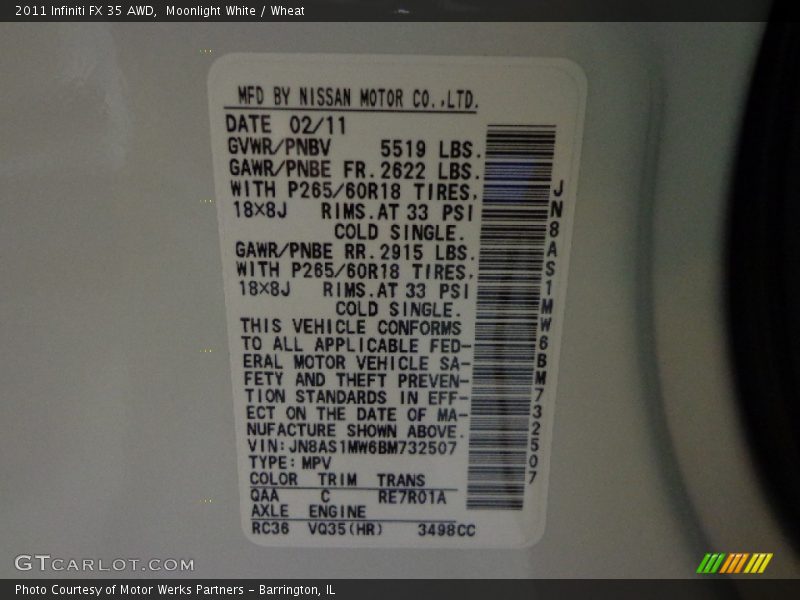 2011 Infiniti FX 35 AWD,  Moonlight White / Wheat
MFD BY NISSAN MOTOR CO.,LTD.
DATE 02/11
GVWR/PNBV 5519 LBS.
GAWR/PNBE FR.2622 LBS.
WITH P265/60R18 TIRES,
18×8J RIMS.AT 33 PSI
COLD SINGLE.
GAWR/PNBE RR.2915 LBS.
WITH P265/60R18 TIRES.
18×8J RIMS.AT 33 PSI
COLD SINGLE.
THIS VEHICLE CONFORMS
TO ALL APPLICABLE FED-
ERAL MOTOR VEHICLE SA-
FETY AND THEFT PREVEN-
TION STANDARDS IN EFF-
ECT ON THE DATE OF MA-
NUFACTURE SHOWN ABOVE.
VIN:JN8AS1MW6BM732507
TYPE:MPV
COLOR TRIM TRANS
QAA C RE7R01A
AXLE ENGINE
RC36 VQ35(HR) 3498CC
JN8AS1MW6BM732507
GTCARLOT.COM
Photo Courtesy of Motor Werks Partners - Barrington, IL